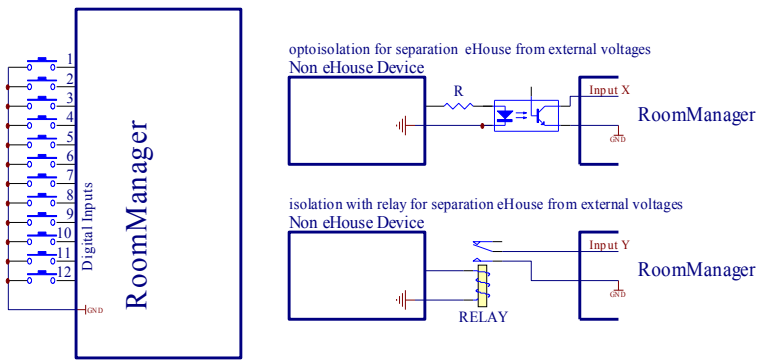 1
2
3
4
5
6
7
8
9
10
11
12
Digital Inputs
RoomManager
GND
optoisolation for separation eHouse from external voltages
Non eHouse Device
R
Input X
RoomManager
GND
isolation with relay for separation eHouse from external voltages
Non eHouse Device
Input Y
RoomManager
GND
RELAY